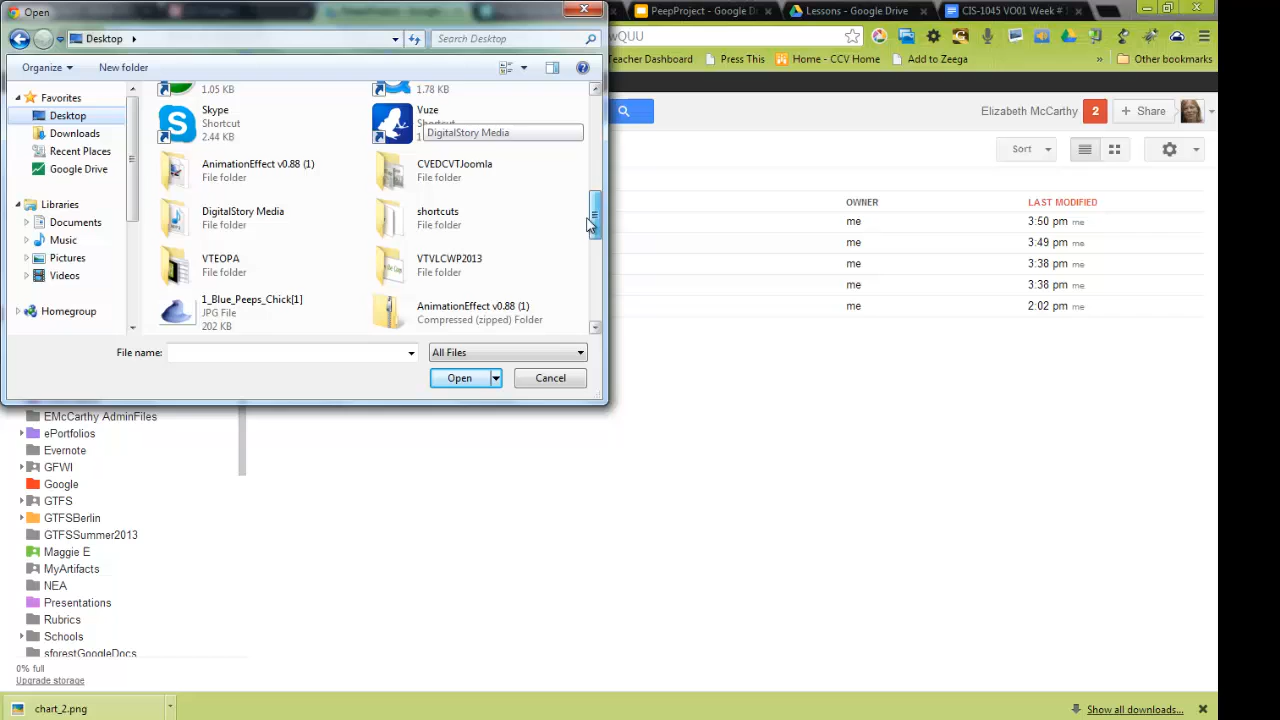 Open
PeepProject - Google D
Lessons - Google Drive
CIS-1045 VO01 Week #
Desktop
Search Desktop
wQUU
Organize
New folder
eacher Dashboard
Press This
Home - CCV Home
Add to Zeega
»
Other bookmarks
Favorites
Desktop
Downloads
Recent Places
Google Drive
Libraries
Documents
Music
Pictures
Videos
Homegroup
1.05 KB
1.78 KB
Skype
Shortcut
2.44 KB
Vuze
Shortcut
DigitalStory Media
AnimationEffect v0.88 (1)
File folder
CVEDCVTJoomla
File folder
DigitalStory Media
File folder
shortcuts
File folder
VTEOPA
File folder
VTVLCWP2013
File folder
1_Blue_Peeps_Chick[1]
JPG File
202 KB
AnimationEffect v0.88 (1)
Compressed (zipped) Folder
File name:
All Files
Open
Cancel
Elizabeth McCarthy
2
+ Share
Sort
OWNER
LAST MODIFIED
me
3:50 pm me
me
3:49 pm me
me
3:38 pm me
me
3:38 pm me
me
2:02 pm me
EMcCarthy AdminFiles
ePortfolios
Evernote
GFWI
Google
GTFS
GTFSBerlin
GTFSSummer2013
Maggie E
MyArtifacts
NEA
Presentations
Rubrics
Schools
sforestGoogleDocs
0% full
Upgrade storage
chart_2.png
Show all downloads...